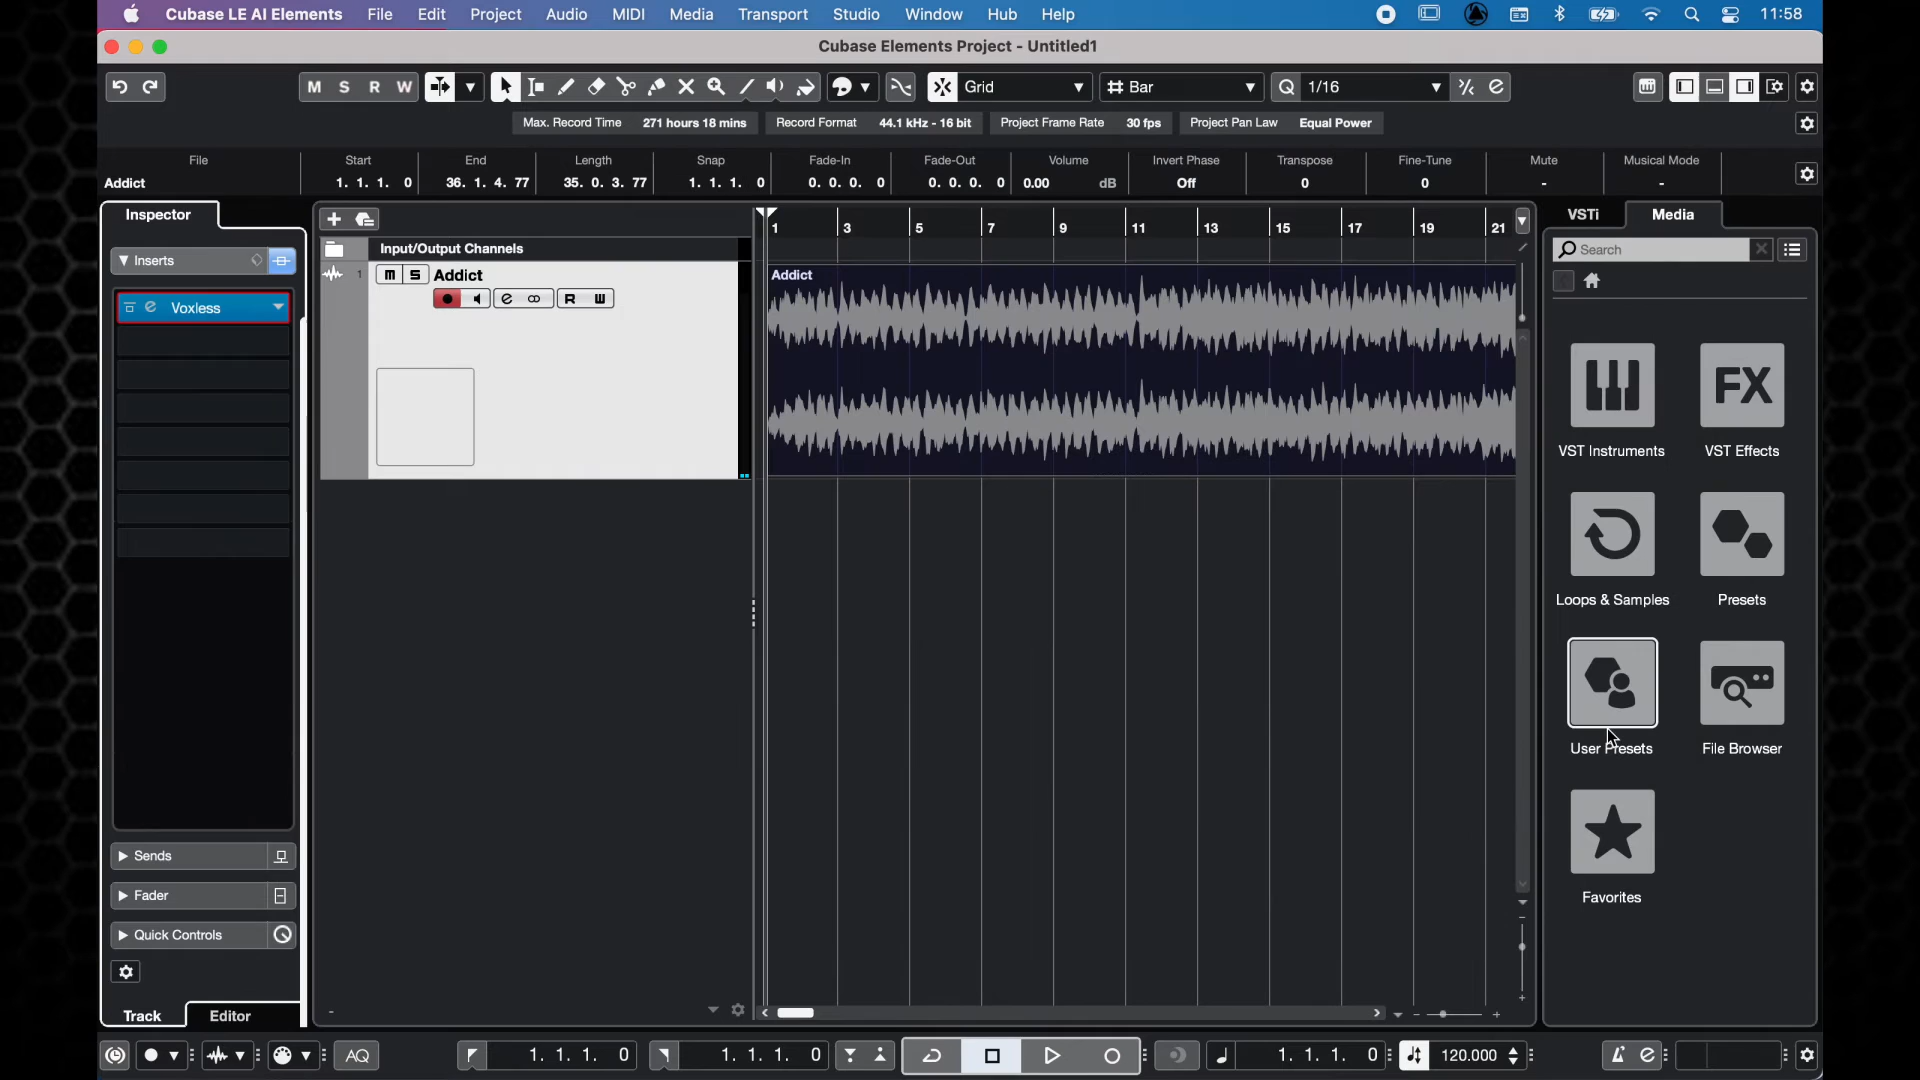 Cubase LE AI Elements File Edit Project Audio MIDI Media Transport Studio Window Hub Help 11:58
Cubase Elements Project - Untitled1
M S R W Grid Bar Q 1/16
Max. Record Time 271 hours 18 mins Record Format 44.1 kHz - 16 bit Project Frame Rate 30 fps Project Pan Law Equal Power
File Start End Length Snap Fade-In Fade-Out Volume Invert Phase Transpose Fine-Tune Mute Musical Mode
Addict 1. 1. 1. 0 36. 1. 4. 77 35. 0. 3. 77 1. 1. 1. 0 0. 0. 0. 0 0. 0. 0. 0 0.00 dB Off 0 0 - -
Inspector VSTi Media
1 3 5 7 9 11 13 15 17 19 21
Input/Output Channels Search
Inserts
1 m S Addict Addict
R W
Voxless
VST Instruments VST Effects
FX
Loops & Samples Presets
User Presets File Browser
Sends
Fader
Favorites
Quick Controls
Track Editor
AQ 1. 1. 1. 0 1. 1. 1. 0 1. 1. 1. 0 120.000